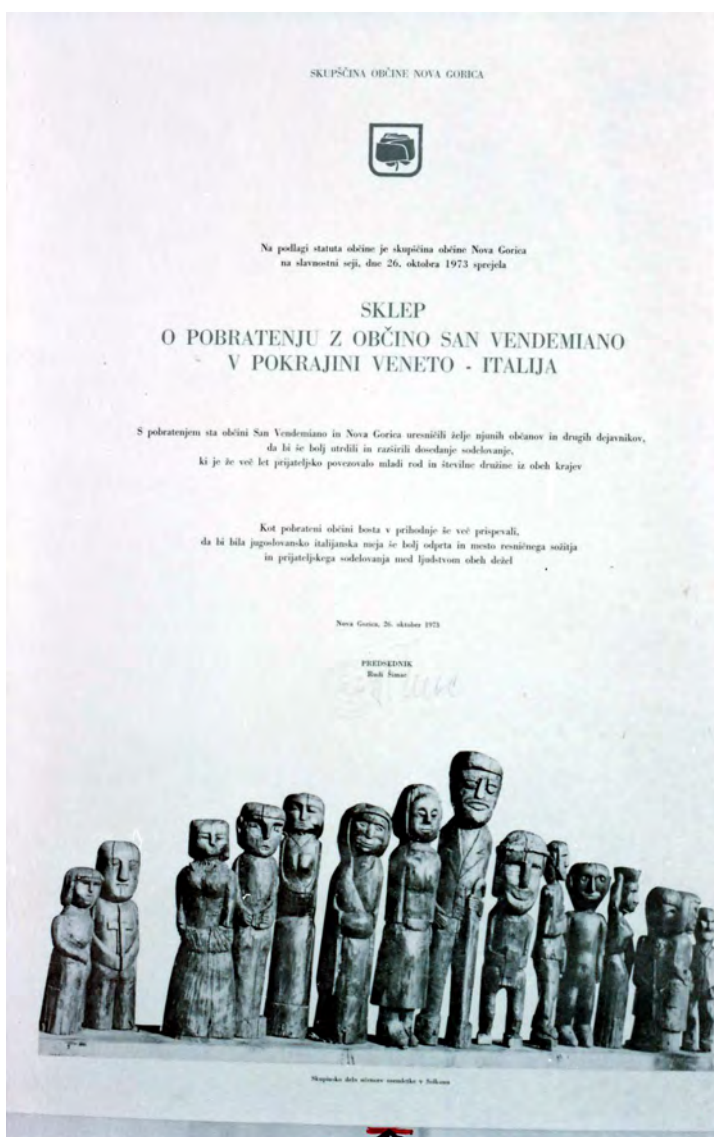 SKUPŠČINA OBČINE NOVA GORICA
Na podlagi statuta občine je skupščina občine Nova Gorica
na slavnostni seji, dne 26. oktobra 1973 sprejela
SKLEP
O POBRATENJU Z OBČINO SAN VENDEMIANO
V POKRAJINI VENETO - ITALIJA
S pobratenjem sta občini San Vendemiano in Nova Gorica uresničili želje njunih občanov in drugih dejavnikov,
da bi še bolj utrdili in razširili dosedanje sodelovanje,
ki je že več let prijateljsko povezovalo mladi rod in številne družine iz obeh krajev
Kot pobrateni občini bosta v prihodnje še več prispevali,
da bi bila jugoslovansko italijanska meja še bolj odprta in mesto resničnega sožitja
in prijateljskega sodelovanja med ljudstvom obeh dežel
Nova Gorica, 26. oktober 1973
PREDSEDNIK
Rudi Šimac
Skupinsko delo učencev v Solkanu